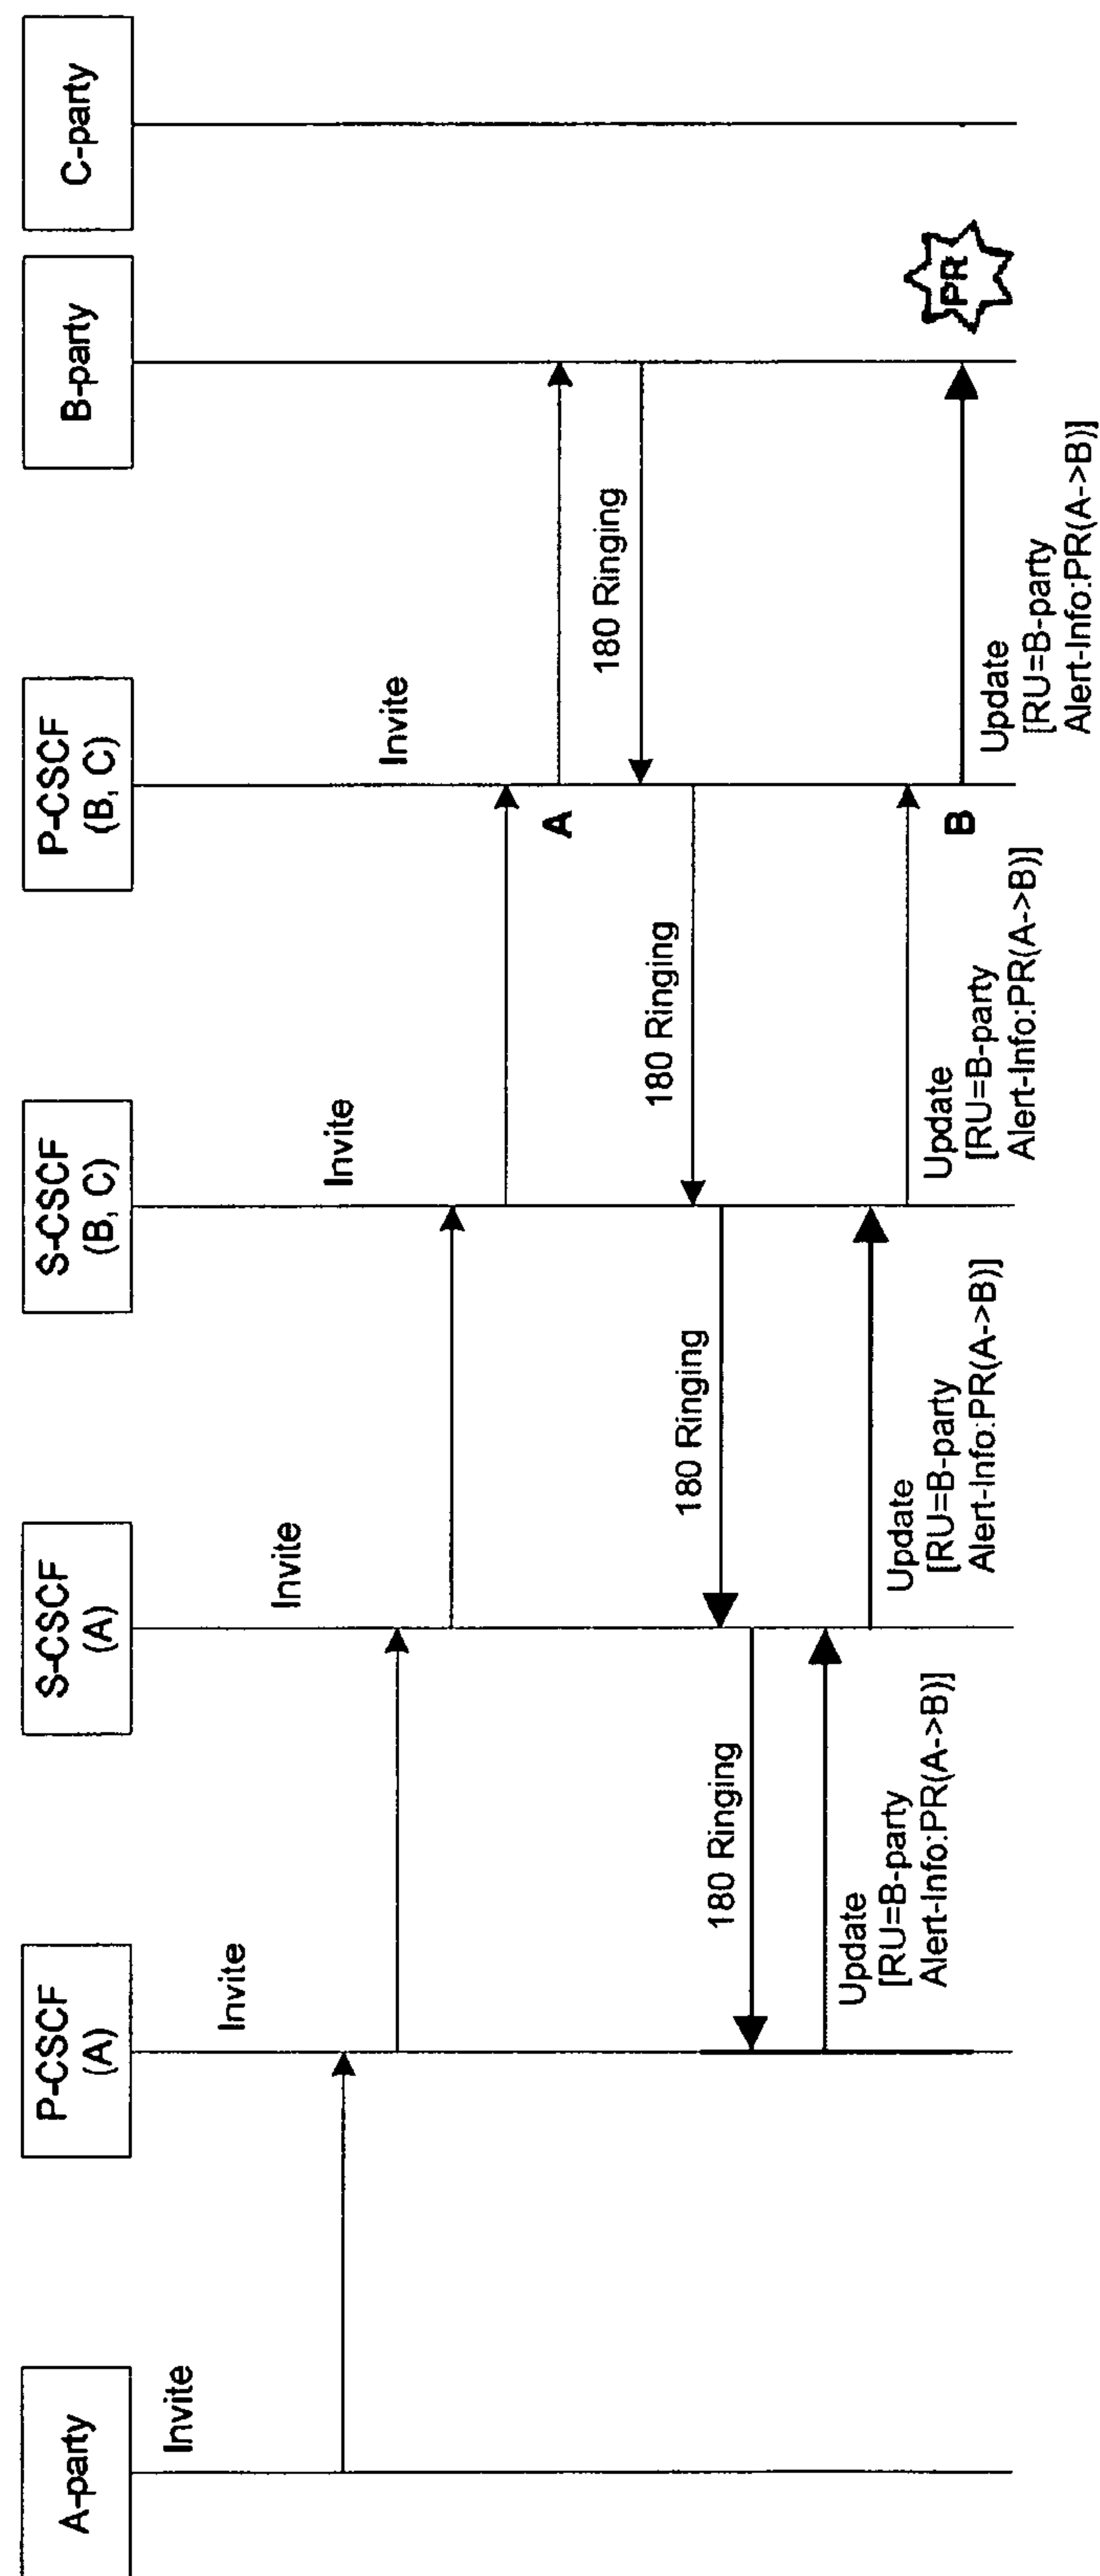 A-party
P-CSCF
(A)
S-CSCF
(A)
S-CSCF
(B, C)
P-CSCF
(B, C)
B-party
C-party
Invite
Invite
Invite
Invite
Invite
A
180 Ringing
180 Ringing
180 Ringing
180 Ringing
Update
[RU=B-party
Alert-Info:PR(A->B)]
Update
[RU=B-party
Alert-Info:PR(A->B)]
Update
[RU=B-party
Alert-Info:PR(A->B)]
B
Update
[RU=B-party
Alert-Info:PR(A->B)]
PR